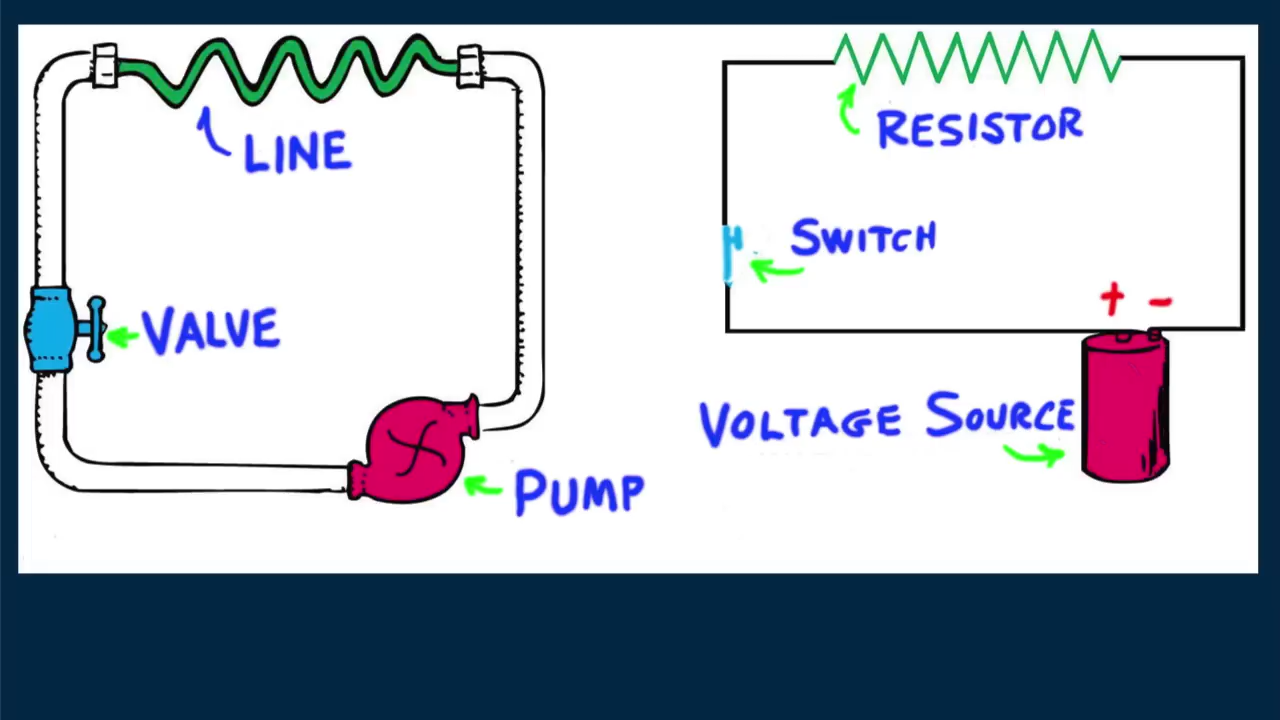 LINE
VALVE
PUMP
RESISTOR
SWITCH
+ -
VOLTAGE SOURCE